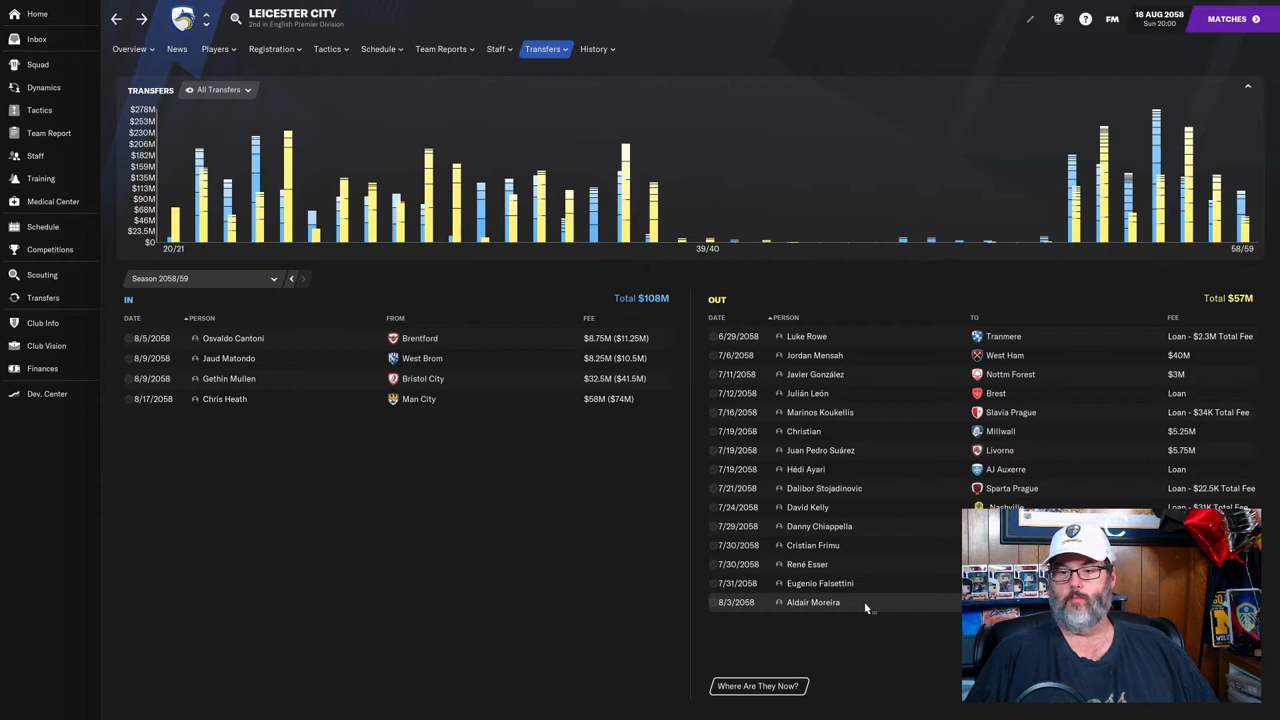 Home
Inbox
Squad
Dynamics
Tactics
Team Report
Staff
Training
Medical Center
Schedule
Competitions
Scouting
Transfers
Club Info
Club Vision
Finances
Dev. Center
LEICESTER CITY
2nd in English Premier Division
FM
18 AUG 2058
Sun 20:00
MATCHES
Overview
News
Players
Registration
Tactics
Schedule
Team Reports
Staff
Transfers
History
TRANSFERS
All Transfers
$278M
$253M
$230M
$206M
$182M
$159M
$135M
$113M
$90M
$68M
$46M
$23.5M
$0
20/21 39/40 58/59
Season 2058/59
IN Total $108M
DATE PERSON FROM FEE
8/5/2058 Osvaldo Cantoni Brentford $8.75M ($11.25M)
8/9/2058 Jaud Matondo West Brom $8.25M ($10.5M)
8/9/2058 Gethin Mullen Bristol City $32.5M ($41.5M)
8/17/2058 Chris Heath Man City $58M ($74M)
OUT Total $57M
DATE PERSON TO FEE
6/29/2058 Luke Rowe Tranmere Loan - $2.3M Total Fee
7/6/2058 Jordan Mensah West Ham $40M
7/11/2058 Javier González Nottm Forest $3M
7/12/2058 Julián León Brest Loan
7/16/2058 Marinos Koukellis Slavia Prague Loan - $34K Total Fee
7/19/2058 Christian Millwall $5.25M
7/19/2058 Juan Pedro Suárez Livorno $5.75M
7/19/2058 Hédi Ayari AJ Auxerre Loan
7/21/2058 Dalibor Stojadinovic Sparta Prague Loan - $22.5K Total Fee
7/24/2058 David Kelly Nashville Loan - $31K Total Fee
7/29/2058 Danny Chiappella
7/30/2058 Cristian Frimu
7/30/2058 René Esser
7/31/2058 Eugenio Falsettini
8/3/2058 Aldair Moreira
Where Are They Now?